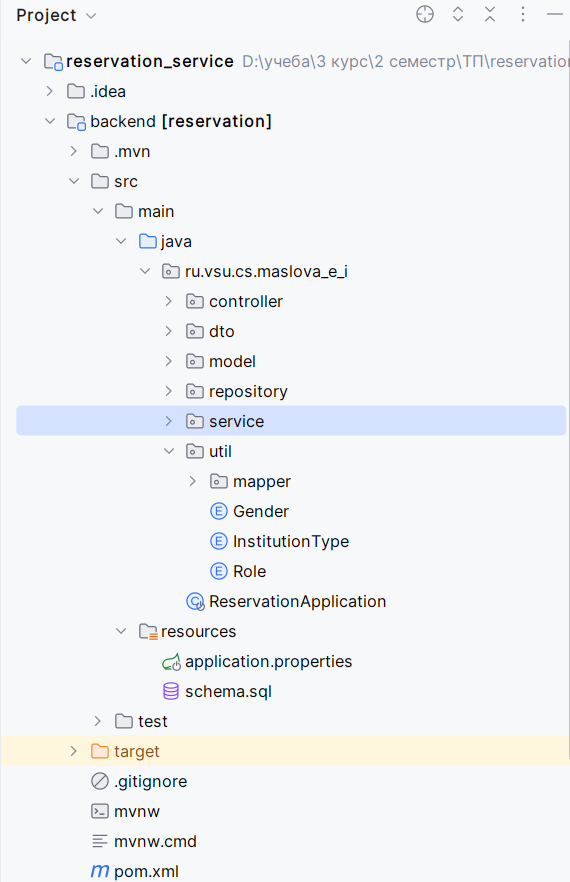 Project
reservation_service D:\учеба\3 курс\2 семестр\ТП\reservation
.idea
backend [reservation]
.mvn
src
main
java
ru.vsu.cs.maslova_e_i
controller
dto
model
repository
service
util
mapper
E Gender
E InstitutionType
E Role
C ReservationApplication
resources
application.properties
schema.sql
test
target
.gitignore
mvnw
mvnw.cmd
m pom.xml